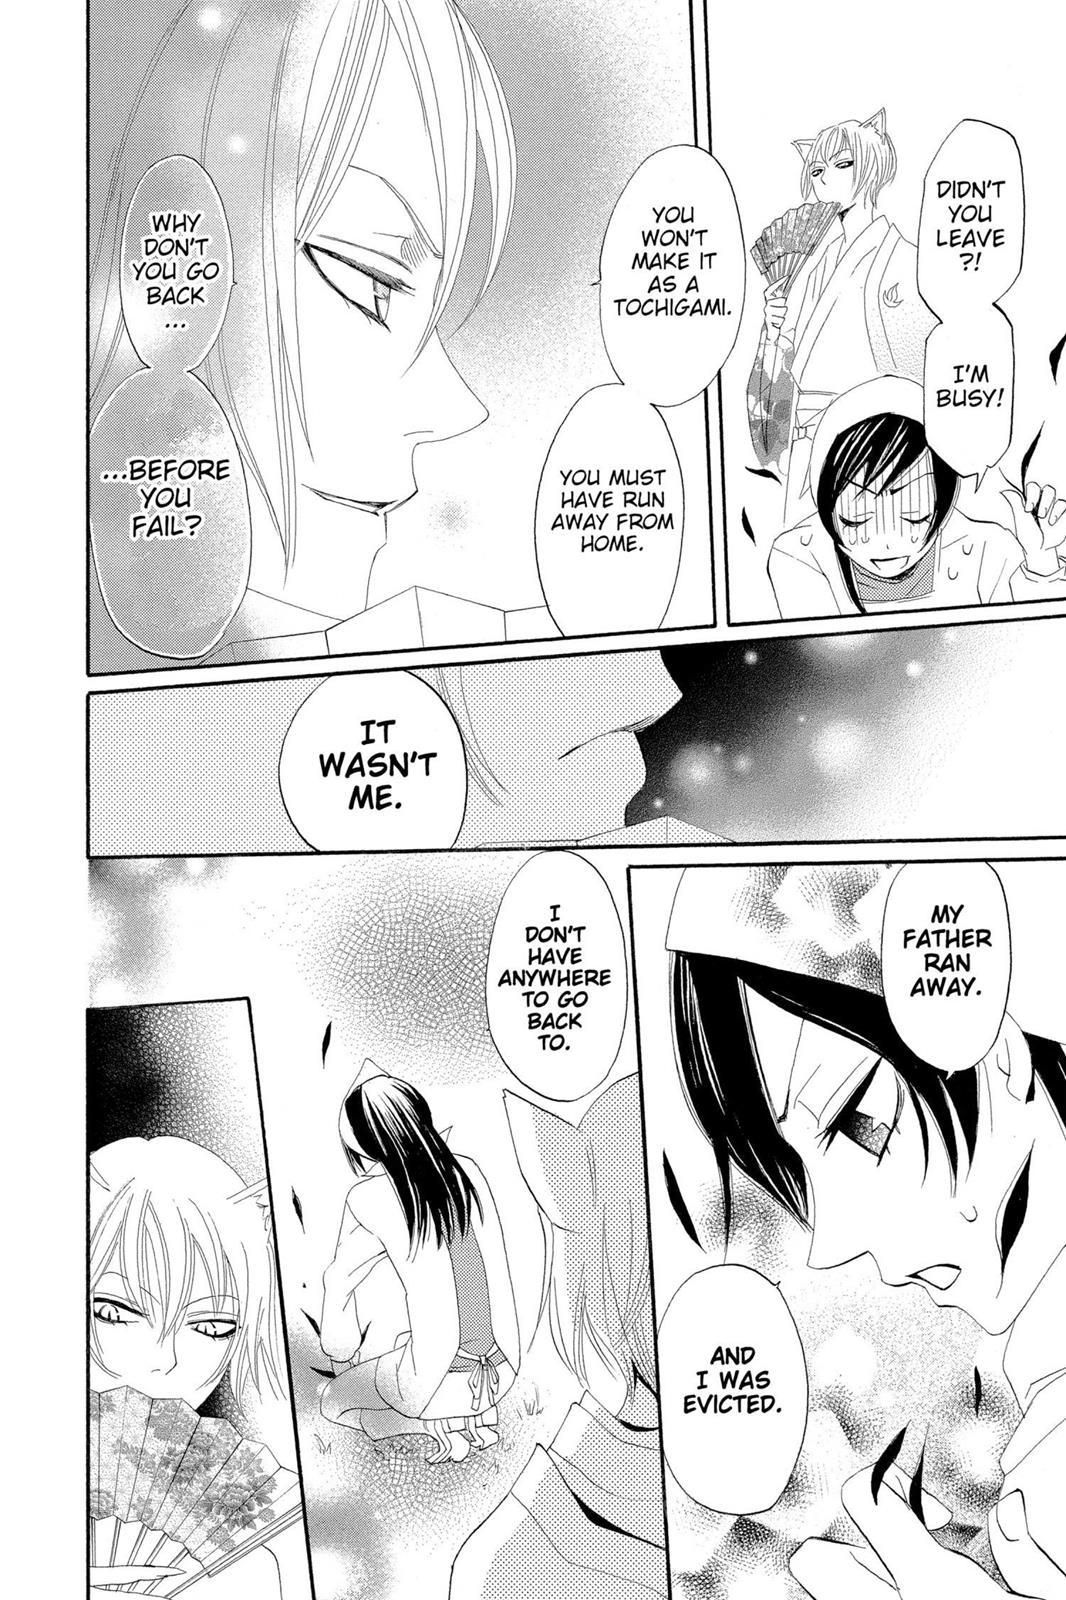 DIDN'T
YOU
LEAVE
?!
I'M
BUSY!
YOU
WON'T
MAKE IT
AS A
TOCHIGAMI.
YOU MUST
HAVE RUN
AWAY FROM
HOME.
WHY
DON'T
YOU GO
BACK
...
...BEFORE
YOU
FAIL?
IT
WASN'T
ME.
MY
FATHER
RAN
AWAY.
AND
I WAS
EVICTED.
I
DON'T
HAVE
ANYWHERE
TO GO
BACK
TO.